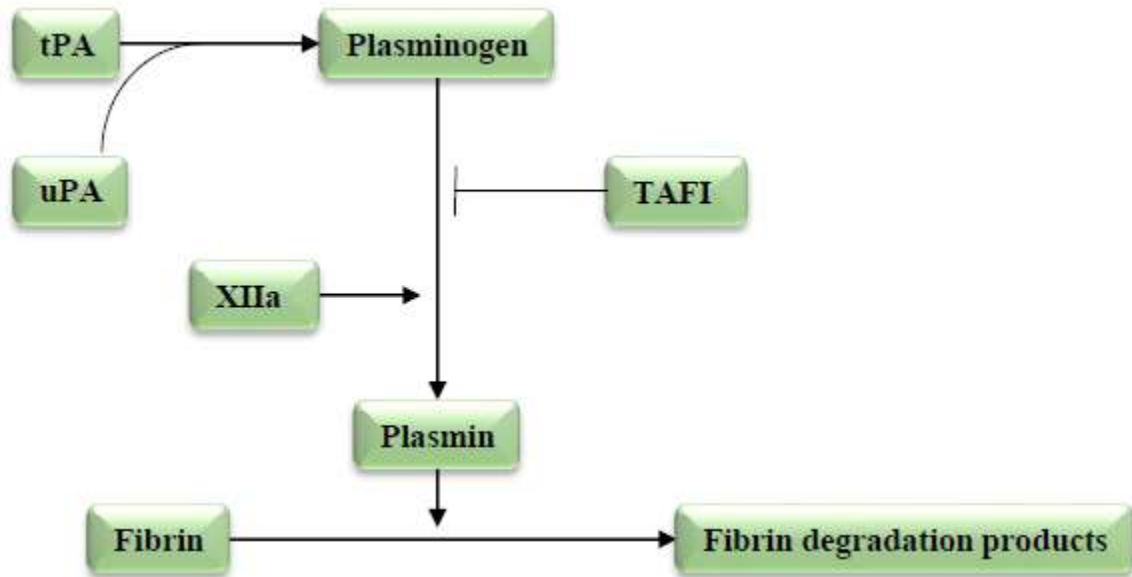 tPA
Plasminogen
uPA
TAFI
XIIa
Plasmin
Fibrin
Fibrin degradation products